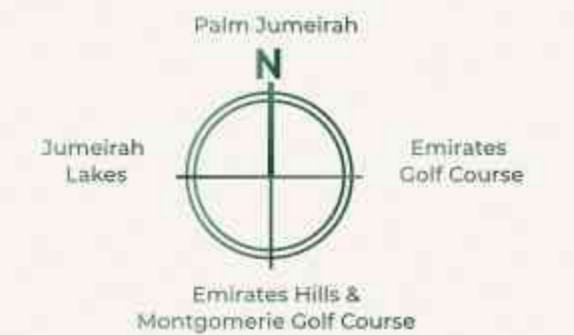 Palm Jumeirah
N
Jumeirah
Lakes
Emirates
Golf Course
Emirates Hills &
Montgomerie Golf Course